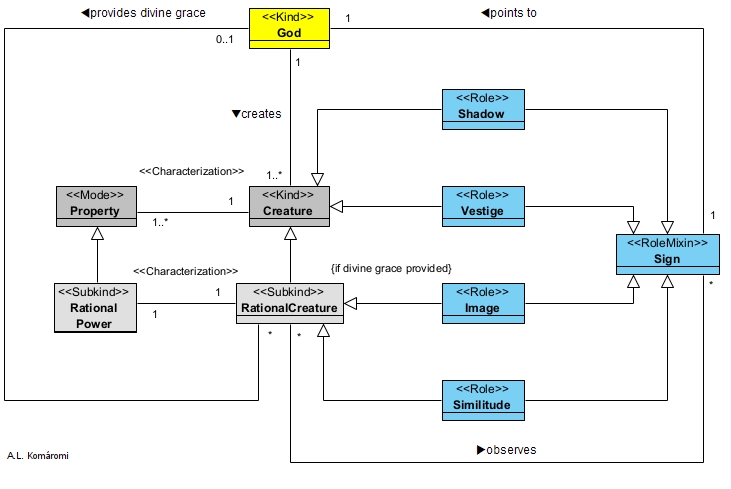 ◀provides divine grace
<<Kind>>
God
1
◀points to
0..1
1
▼creates
<<Role>>
Shadow
<<Characterization>>
1..*
<<Mode>>
Property
1
1..*
<<Kind>>
Creature
<<Role>>
Vestige
1
<<RoleMixin>>
Sign
*
<<Characterization>>
{if divine grace provided}
<<Subkind>>
Rational
Power
1
1
<<Subkind>>
RationalCreature
*
*
<<Role>>
Image
<<Role>>
Similitude
▶observes
A.L. Komáromi